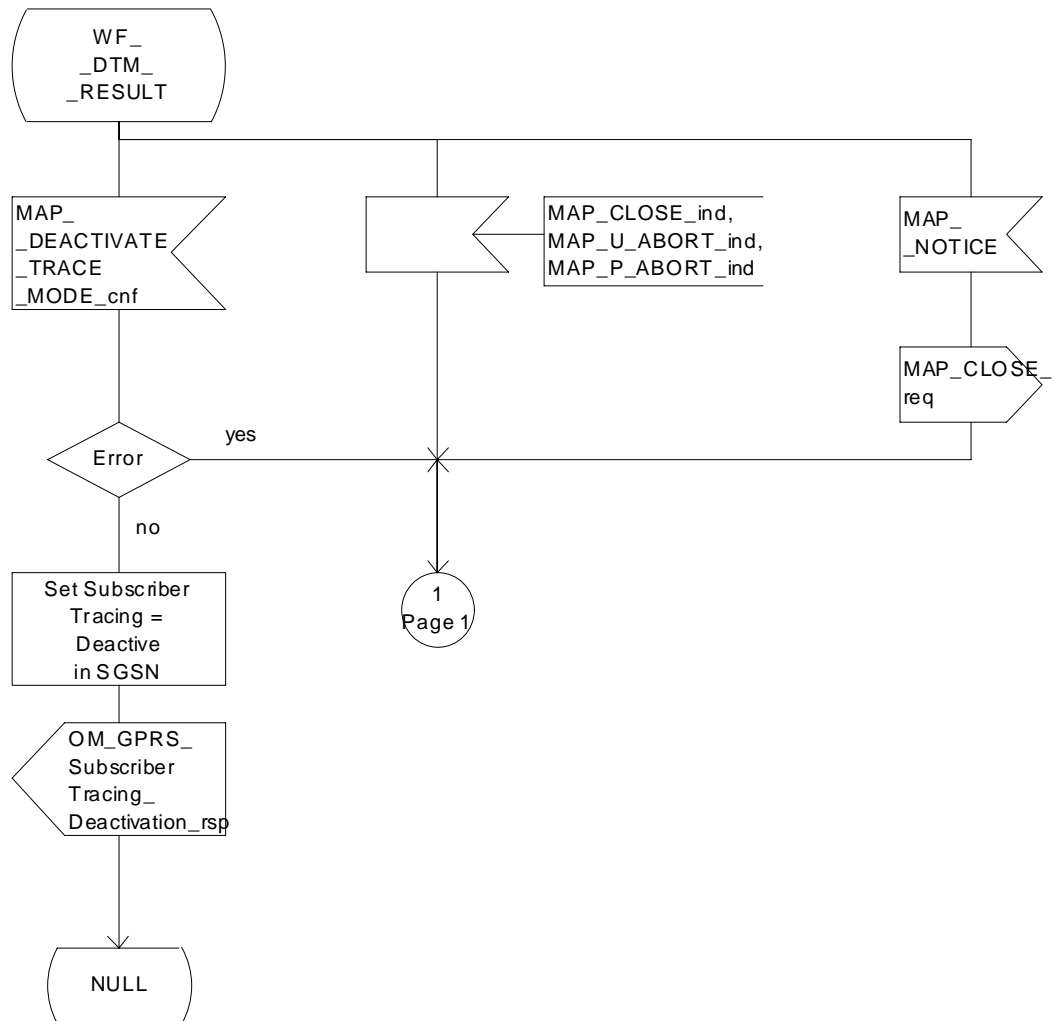 WF_
_DTM_
_RESULT
MAP_
_DEACTIVATE
_TRACE
_MODE_cnf
MAP_CLOSE_ind,
MAP_U_ABORT_ind,
MAP_P_ABORT_ind
MAP_
_NOTICE
MAP_CLOSE_
req
Error
yes
no
Set Subscriber
Tracing =
Deactive
in SGSN
1
Page 1
OM_GPRS_
Subscriber
Tracing_
Deactivation_rsp
NULL